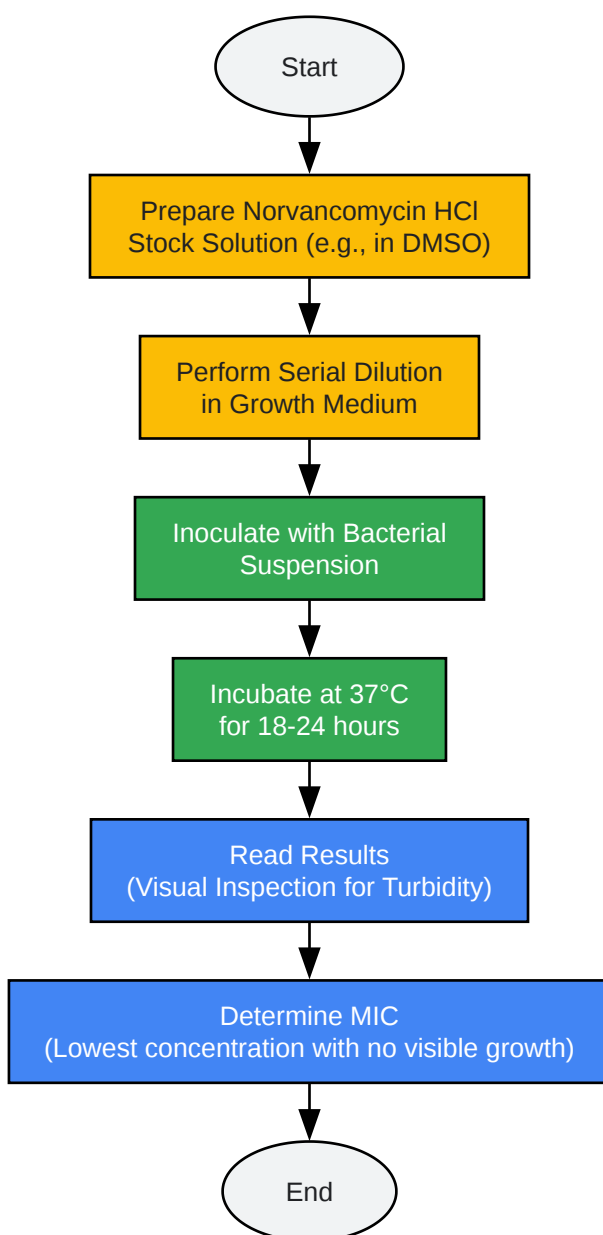 Start
Prepare Norvancomycin HCl
Stock Solution (e.g., in DMSO)
Perform Serial Dilution
in Growth Medium
Inoculate with Bacterial
Suspension
Incubate at 37°C
for 18-24 hours
Read Results
(Visual Inspection for Turbidity)
Determine MIC
(Lowest concentration with no visible growth)
End